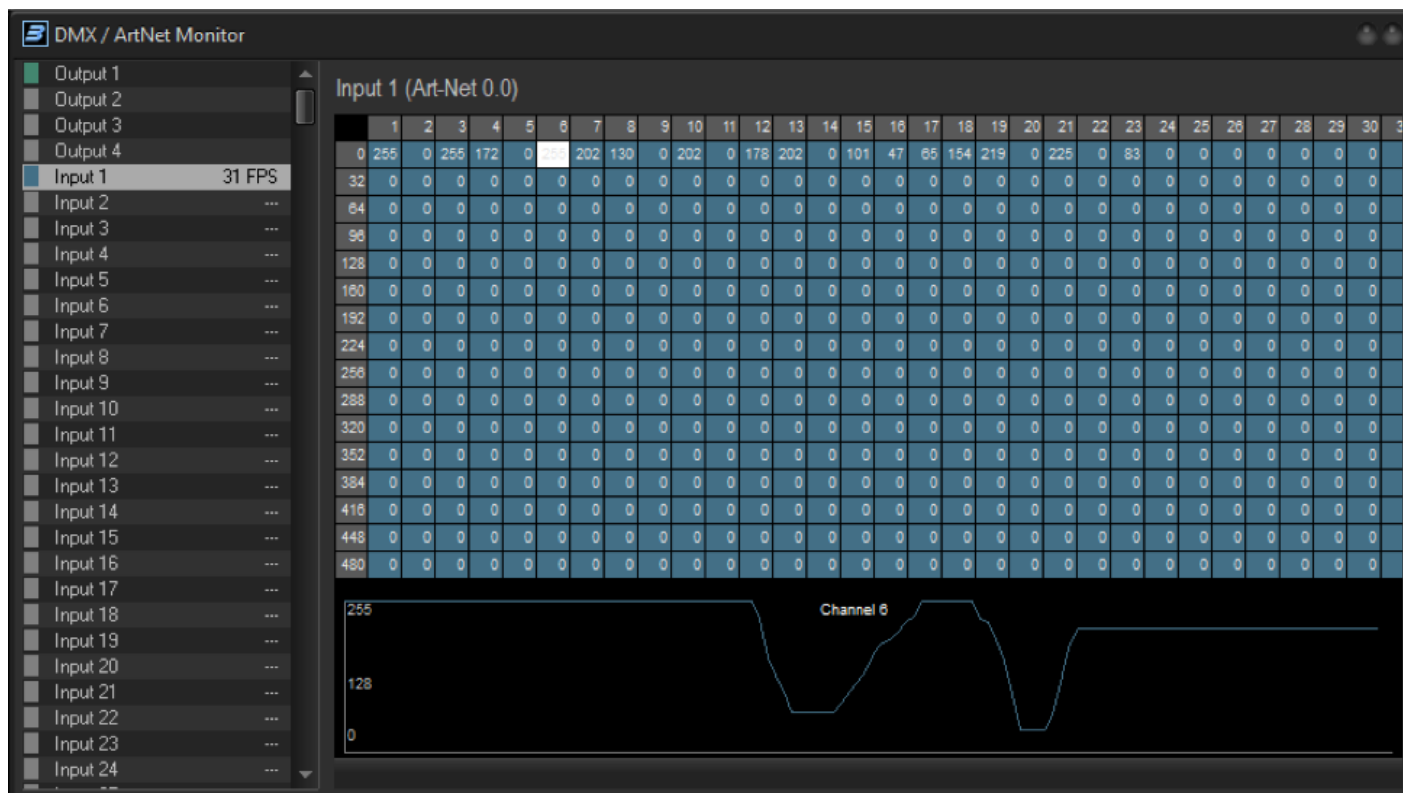 DMX / ArtNet Monitor
Output 1
Output 2
Output 3
Output 4
Input 1 31 FPS
Input 2 ---
Input 3 ---
Input 4 ---
Input 5 ---
Input 6 ---
Input 7 ---
Input 8 ---
Input 9 ---
Input 10 ---
Input 11 ---
Input 12 ---
Input 13 ---
Input 14 ---
Input 15 ---
Input 16 ---
Input 17 ---
Input 18 ---
Input 19 ---
Input 20 ---
Input 21 ---
Input 22 ---
Input 23 ---
Input 24 ---
Input 1 (Art-Net 0.0)
1 2 3 4 5 6 7 8 9 10 11 12 13 14 15 16 17 18 19 20 21 22 23 24 25 26 27 28 29 30
0 255 0 255 172 0 255 202 130 0 202 0 178 202 0 101 47 65 154 219 0 225 0 83 0 0 0 0 0 0 0
32 0 0 0 0 0 0 0 0 0 0 0 0 0 0 0 0 0 0 0 0 0 0 0 0 0 0 0 0 0 0
64 0 0 0 0 0 0 0 0 0 0 0 0 0 0 0 0 0 0 0 0 0 0 0 0 0 0 0 0 0 0
96 0 0 0 0 0 0 0 0 0 0 0 0 0 0 0 0 0 0 0 0 0 0 0 0 0 0 0 0 0 0
128 0 0 0 0 0 0 0 0 0 0 0 0 0 0 0 0 0 0 0 0 0 0 0 0 0 0 0 0 0 0
160 0 0 0 0 0 0 0 0 0 0 0 0 0 0 0 0 0 0 0 0 0 0 0 0 0 0 0 0 0 0
192 0 0 0 0 0 0 0 0 0 0 0 0 0 0 0 0 0 0 0 0 0 0 0 0 0 0 0 0 0 0
224 0 0 0 0 0 0 0 0 0 0 0 0 0 0 0 0 0 0 0 0 0 0 0 0 0 0 0 0 0 0
256 0 0 0 0 0 0 0 0 0 0 0 0 0 0 0 0 0 0 0 0 0 0 0 0 0 0 0 0 0 0
288 0 0 0 0 0 0 0 0 0 0 0 0 0 0 0 0 0 0 0 0 0 0 0 0 0 0 0 0 0 0
320 0 0 0 0 0 0 0 0 0 0 0 0 0 0 0 0 0 0 0 0 0 0 0 0 0 0 0 0 0 0
352 0 0 0 0 0 0 0 0 0 0 0 0 0 0 0 0 0 0 0 0 0 0 0 0 0 0 0 0 0 0
384 0 0 0 0 0 0 0 0 0 0 0 0 0 0 0 0 0 0 0 0 0 0 0 0 0 0 0 0 0 0
416 0 0 0 0 0 0 0 0 0 0 0 0 0 0 0 0 0 0 0 0 0 0 0 0 0 0 0 0 0 0
448 0 0 0 0 0 0 0 0 0 0 0 0 0 0 0 0 0 0 0 0 0 0 0 0 0 0 0 0 0 0
480 0 0 0 0 0 0 0 0 0 0 0 0 0 0 0 0 0 0 0 0 0 0 0 0 0 0 0 0 0 0
255 Channel 6
128
0